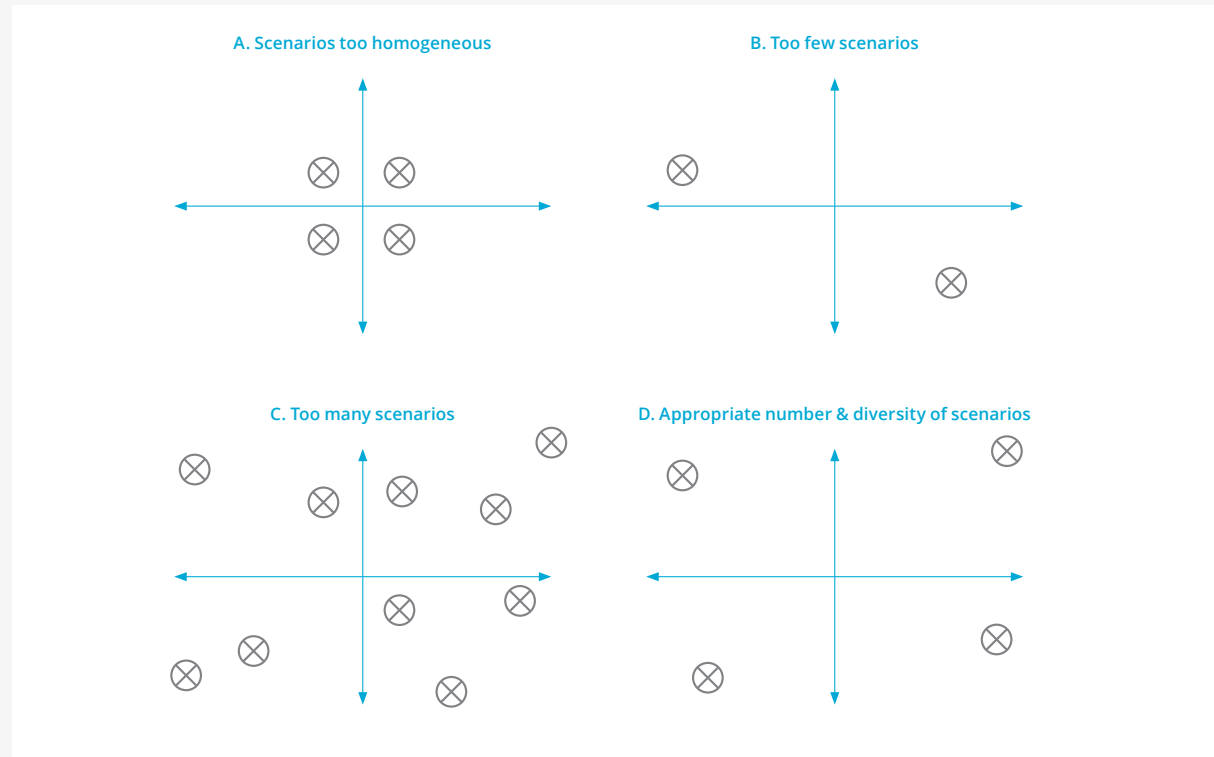 A. Scenarios too homogeneous
B. Too few scenarios
C. Too many scenarios
D. Appropriate number & diversity of scenarios